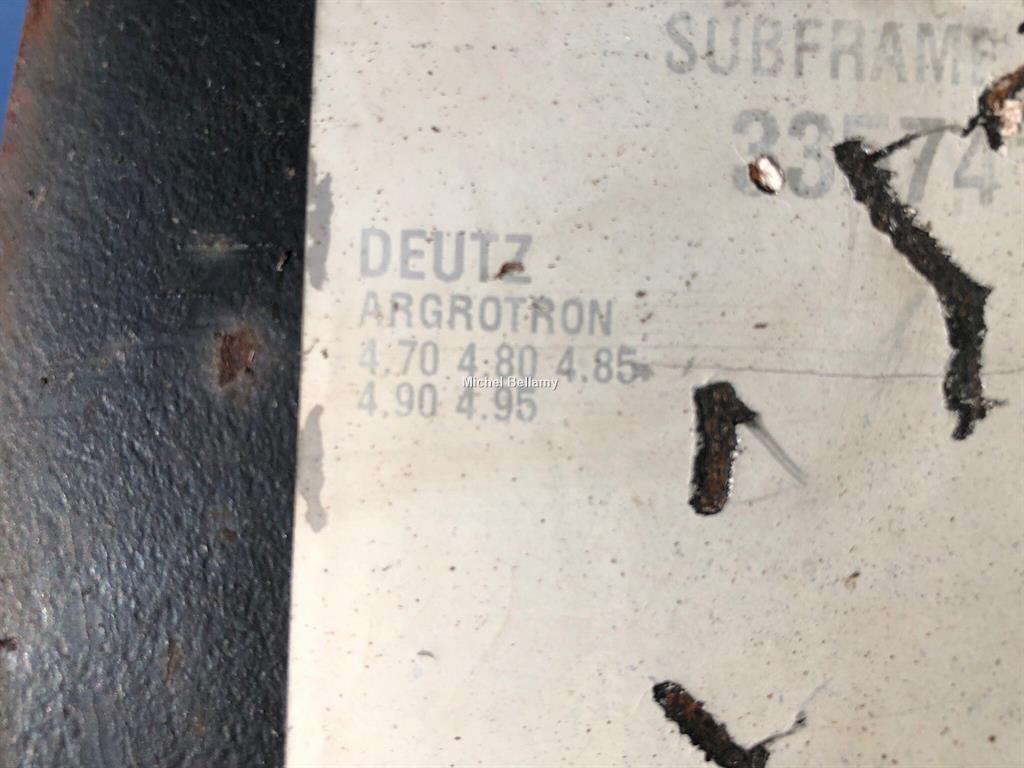 SUBFRAME
DEUTZ
ARGROTRON
4.70 4.80 4.85
Michel Bellamy
4.90 4.95